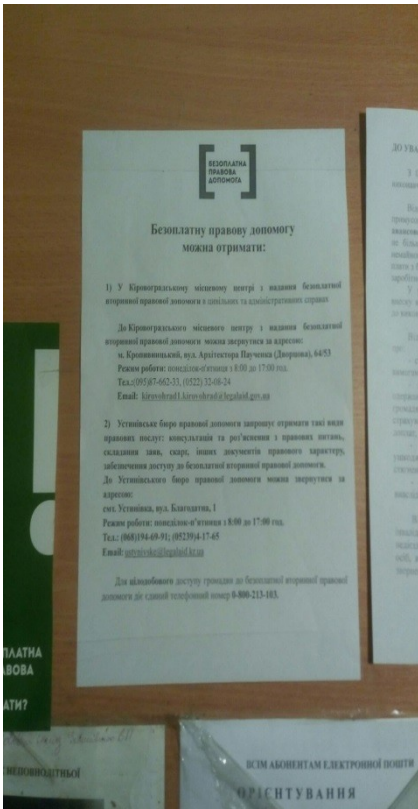 БЕЗОПЛАТНА
ПРАВОВА
ДОПОМОГА
Безоплатну правову допомогу
можна отримати:
1) У Кіровоградському місцевому центрі з надання безоплатної
вторинної правової допомоги в цивільних та адміністративних справах
До Кіровоградського місцевого центру з надання безоплатної
вторинної правової допомоги можна звернутися за адресою:
м. Кропивницький, вул. Архітектора Паученка (Дворцова), 64/53
Режим роботи: понеділок-п'ятниця з 8:00 до 17:00 год.
Тел.:(095)87-662-33, (0522) 32-08-24
Email: kirovohrad1.kirovohrad@legalaid.gov.ua
2) Устинівське бюро правової допомоги запрошує отримати такі види
правових послуг: консультація та роз'яснення з правових питань,
складання заяв, скарг, інших документів правового характеру,
забезпечення доступу до безоплатної вторинної правової допомоги.
До Устинівського бюро правової допомоги можна звернутися за
адресою:
смт. Устинівка, вул. Благодатна, 1
Режим роботи: понеділок-п'ятниця з 8:00 до 17:00 год.
Тел.: (068)194-69-91; (05239)4-17-65
Email:
Для цілодобового доступу громадян до безоплатної вторинної правової
допомоги діє єдиний телефонний номер 0-800-213-103.
ДО УВА
!
ПЛАТНА
АВОВА
АТИ?
НЕПОВНОЛІТНЬОЇ
ВСІМ АБОНЕНТАМ ЕЛЕКТРОННОЇ ПОШТИ
ОРІЄНТУВАННЯ